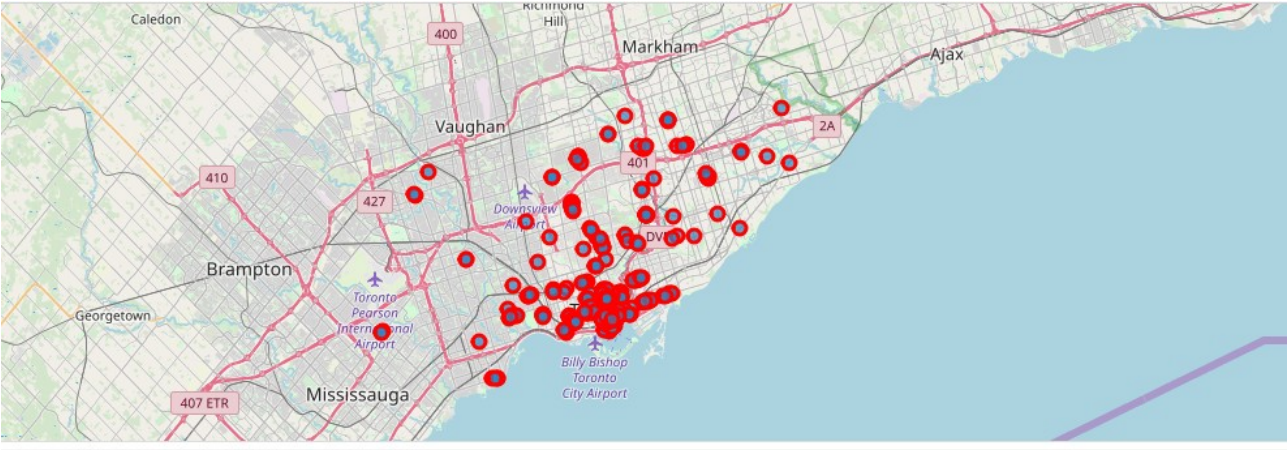 Caledon
Richmond
Hill
400
Markham
Ajax
Vaughan
2A
401
410
427
Downsview
Airport
Brampton
Toronto
Pearson
International
Airport
Georgetown
Billy Bishop
Toronto
City Airport
Mississauga
407 ETR